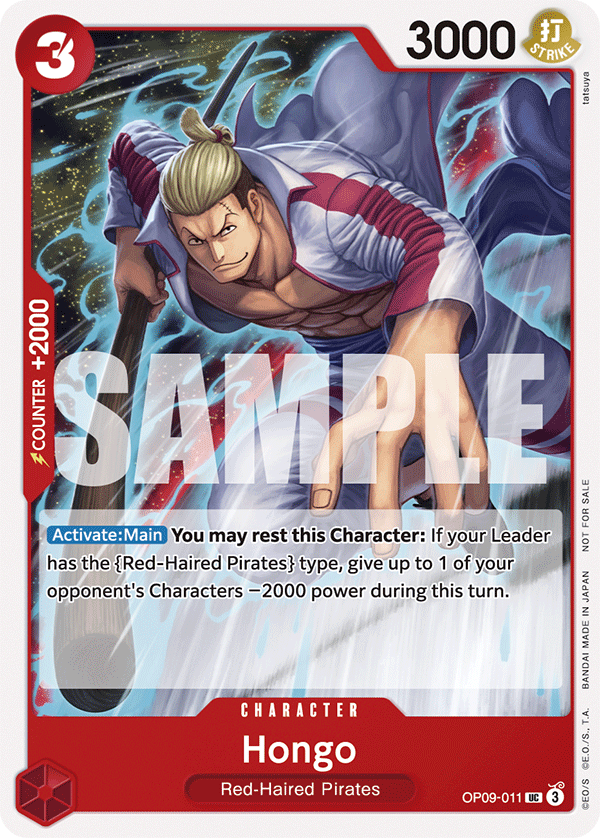 3
3000
打
STRIKE
tatsuya
COUNTER +2000
SAMPLE
Activate:Main You may rest this Character: If your Leader
has the {Red-Haired Pirates} type, give up to 1 of your
opponent's Characters −2000 power during this turn.
CHARACTER
Hongo
Red-Haired Pirates
OP09-011 UC 3
©EO/S ©E.O./S., T.A. BANDAI MADE IN JAPAN NOT FOR SALE